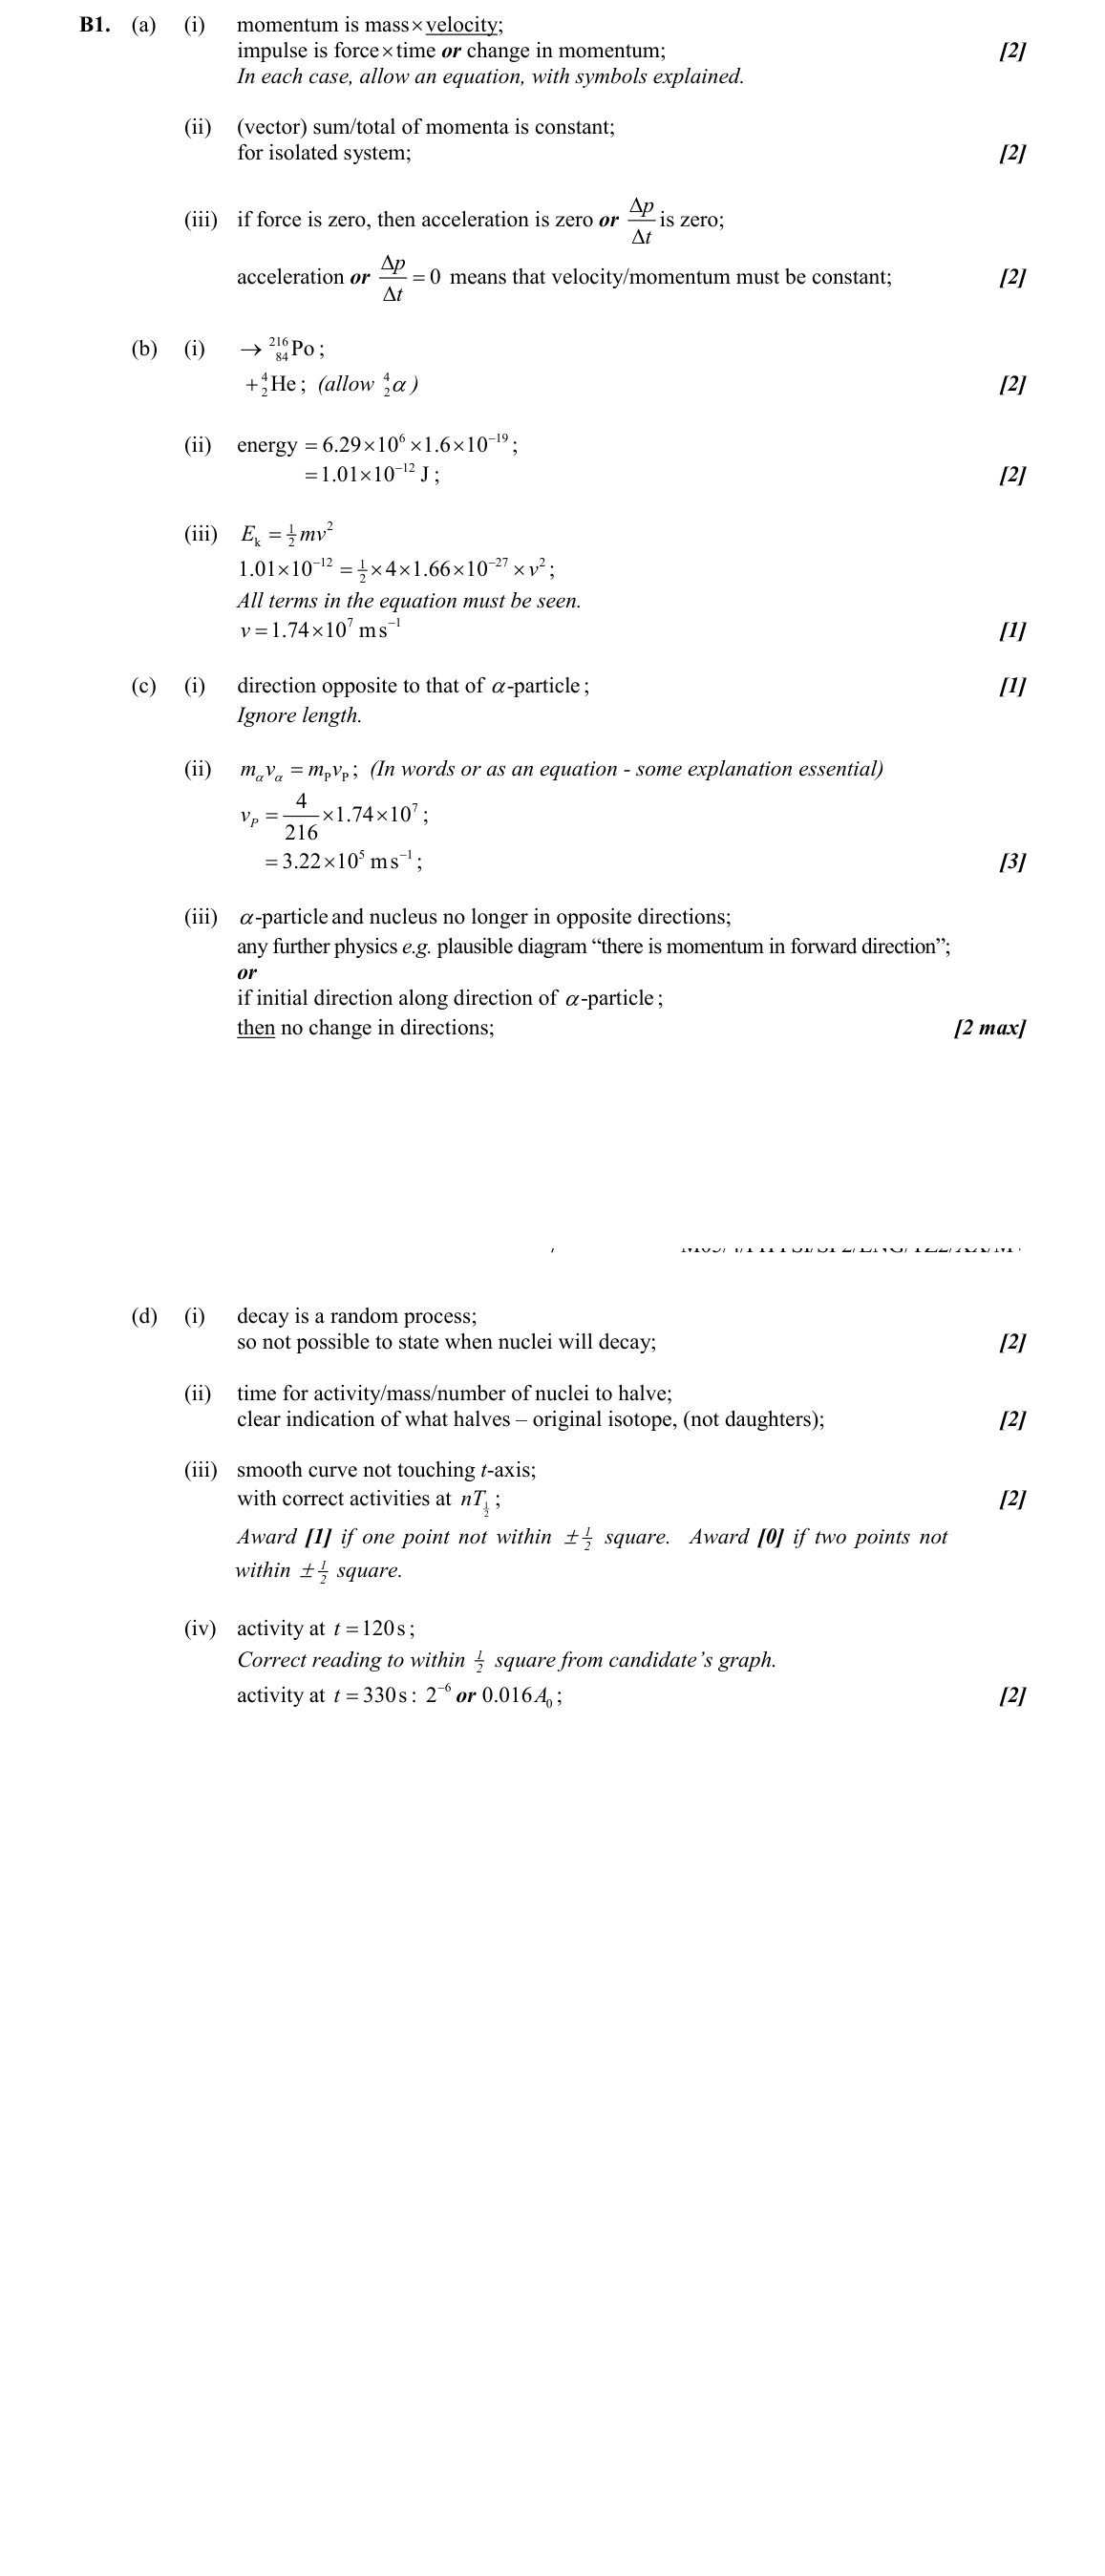 B1. (a) (i) momentum is mass×velocity;
impulse is force×time or change in momentum; [2]
In each case, allow an equation, with symbols explained.
(ii) (vector) sum/total of momenta is constant;
for isolated system; [2]
(iii) if force is zero, then acceleration is zero or Δp/Δt is zero;
acceleration or Δp/Δt = 0 means that velocity/momentum must be constant; [2]
(b) (i) → ²¹⁶₈₄Po;
+⁴₂He; (allow ⁴₂α) [2]
(ii) energy = 6.29×10⁶×1.6×10⁻¹⁹;
=1.01×10⁻¹² J; [2]
(iii) Eₖ = ½mv²
1.01×10⁻¹² = ½×4×1.66×10⁻²⁷×v²;
All terms in the equation must be seen.
v=1.74×10⁷ ms⁻¹ [1]
(c) (i) direction opposite to that of α-particle; [1]
Ignore length.
(ii) m_αv_α = m_Pv_P; (In words or as an equation - some explanation essential)
v_P = 4/216 ×1.74×10⁷;
=3.22×10⁵ ms⁻¹; [3]
(iii) α-particle and nucleus no longer in opposite directions;
any further physics e.g. plausible diagram “there is momentum in forward direction”;
or
if initial direction along direction of α-particle;
then no change in directions; [2 max]
(d) (i) decay is a random process;
so not possible to state when nuclei will decay; [2]
(ii) time for activity/mass/number of nuclei to halve;
clear indication of what halves – original isotope, (not daughters); [2]
(iii) smooth curve not touching t-axis;
with correct activities at nT_½; [2]
Award [1] if one point not within ±½ square. Award [0] if two points not
within ±½ square.
(iv) activity at t=120s;
Correct reading to within ½ square from candidate’s graph.
activity at t=330s: 2⁻⁶ or 0.016A₀; [2]